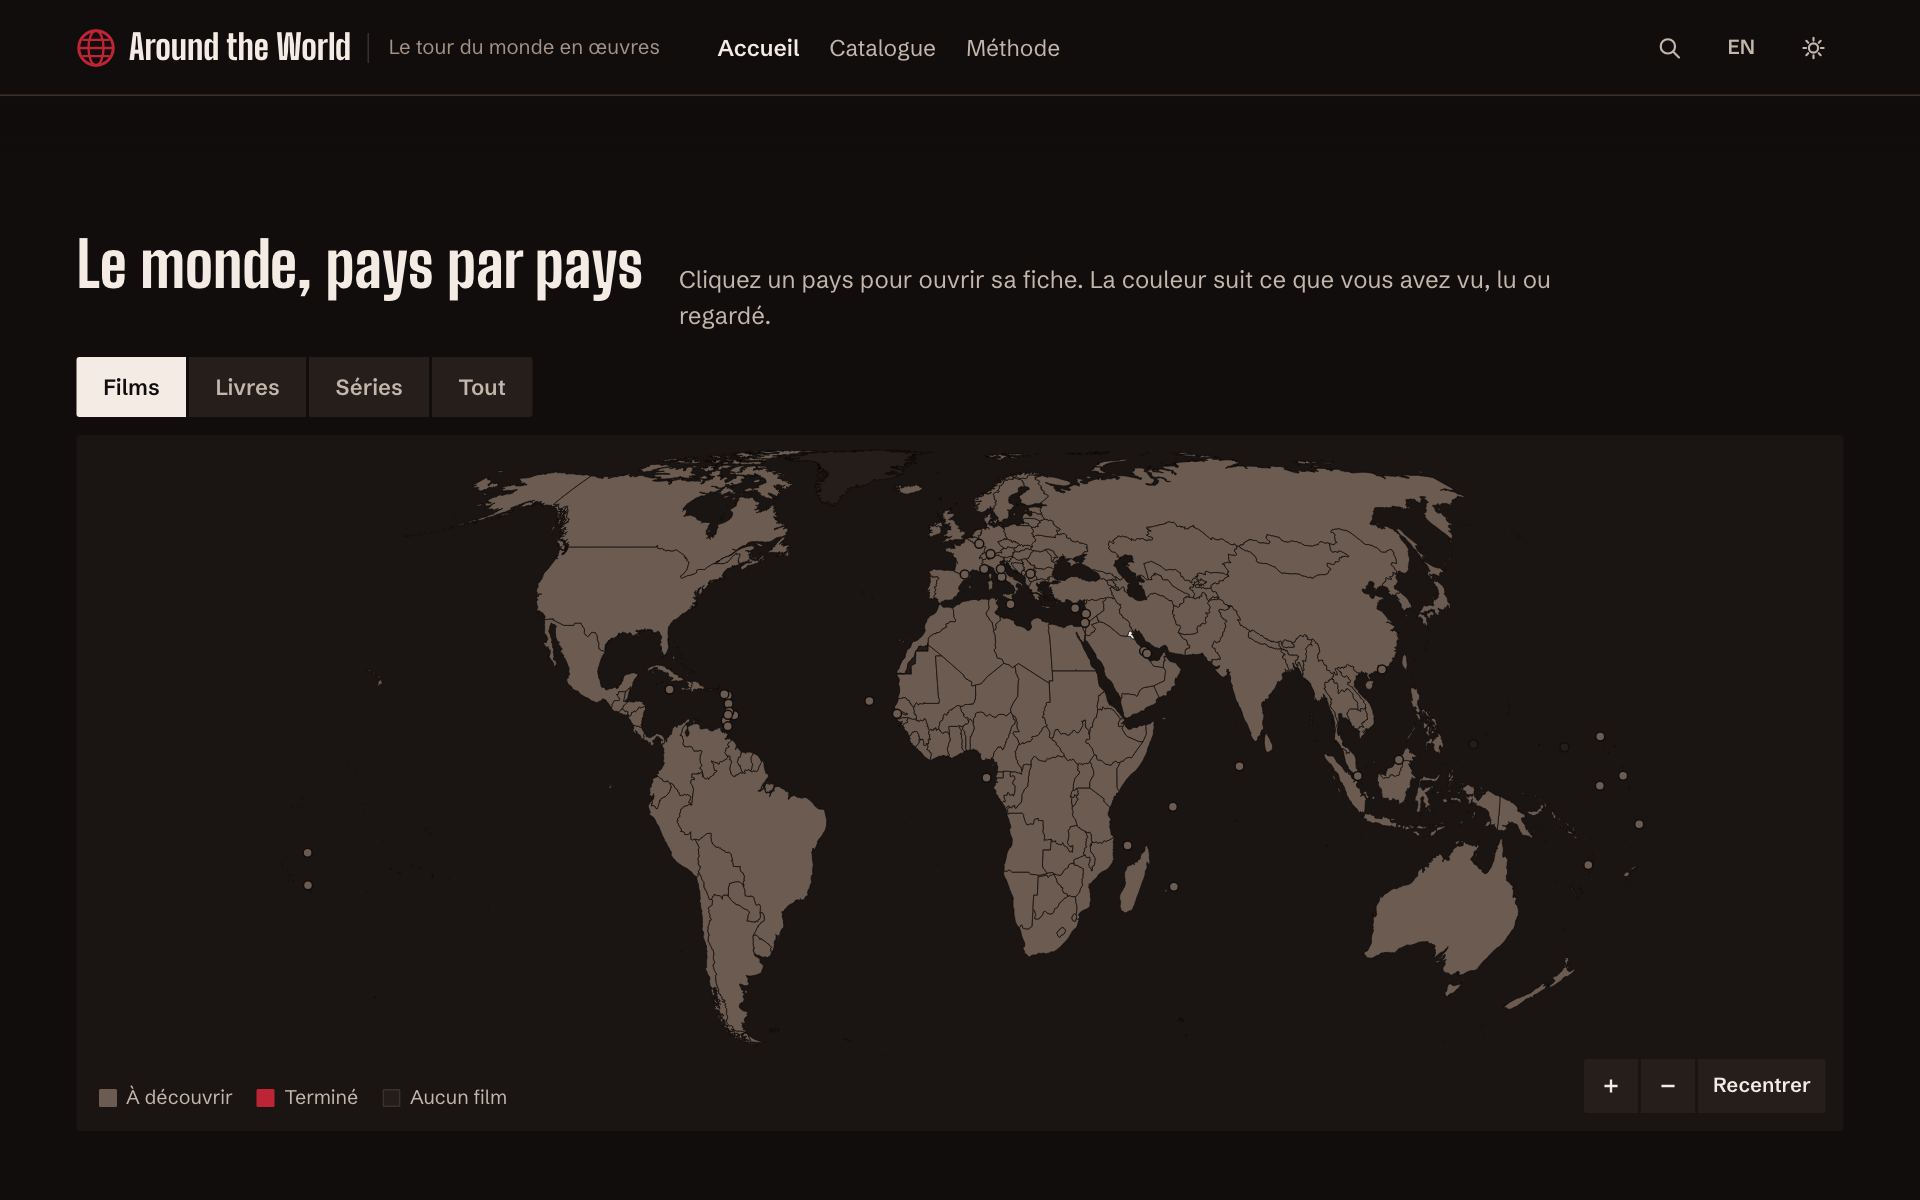 Around the World
Le tour du monde en œuvres
Accueil
Catalogue
Méthode
EN
Le monde, pays par pays
Cliquez un pays pour ouvrir sa fiche. La couleur suit ce que vous avez vu, lu ou
regardé.
Films
Livres
Séries
Tout
À découvrir
Terminé
Aucun film
+
−
Recentrer